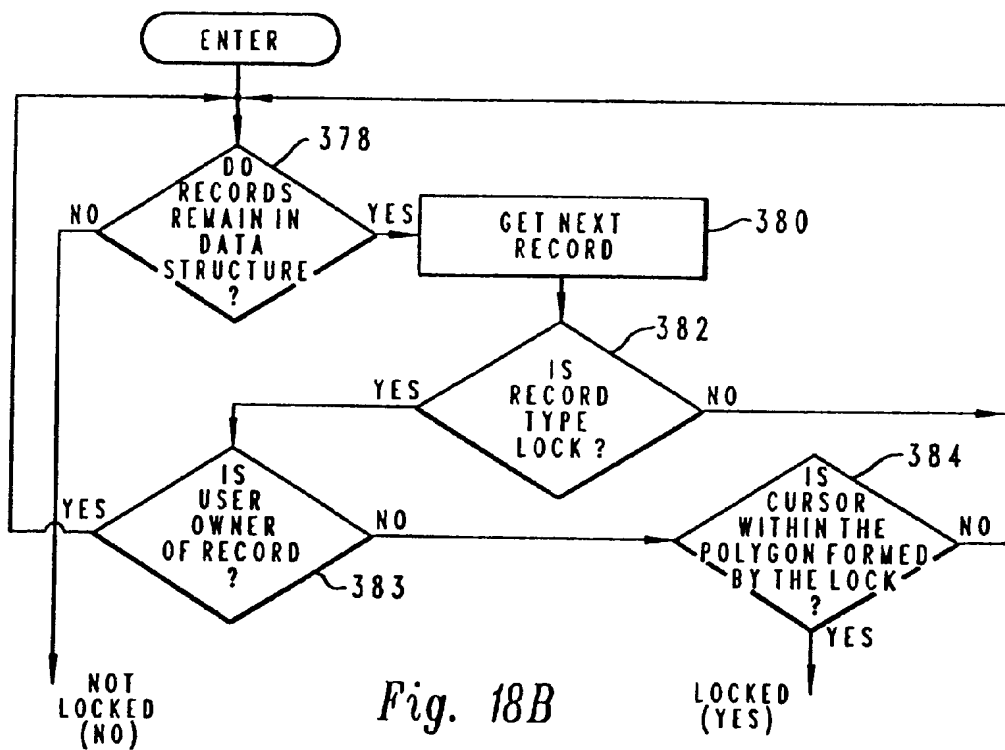 ENTER
378
DO
RECORDS
REMAIN IN
DATA
STRUCTURE
?
NO
YES
GET NEXT
RECORD
380
382
IS
RECORD
TYPE
LOCK ?
YES
NO
IS
USER
OWNER
OF RECORD
?
YES
NO
383
384
IS
CURSOR
WITHIN THE
POLYGON FORMED
BY THE LOCK
?
NO
YES
NOT
LOCKED
(NO)
LOCKED
(YES)
Fig. 18B